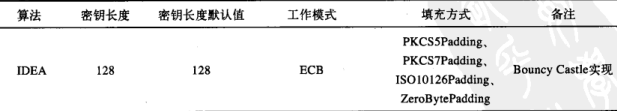 算法 密钥长度 密钥长度默认值 工作模式 填充方式 备注
IDEA 128 128 ECB PKCS5Padding、
PKCS7Padding、
ISO10126Padding、
ZeroBytePadding
Bouncy Castle实现